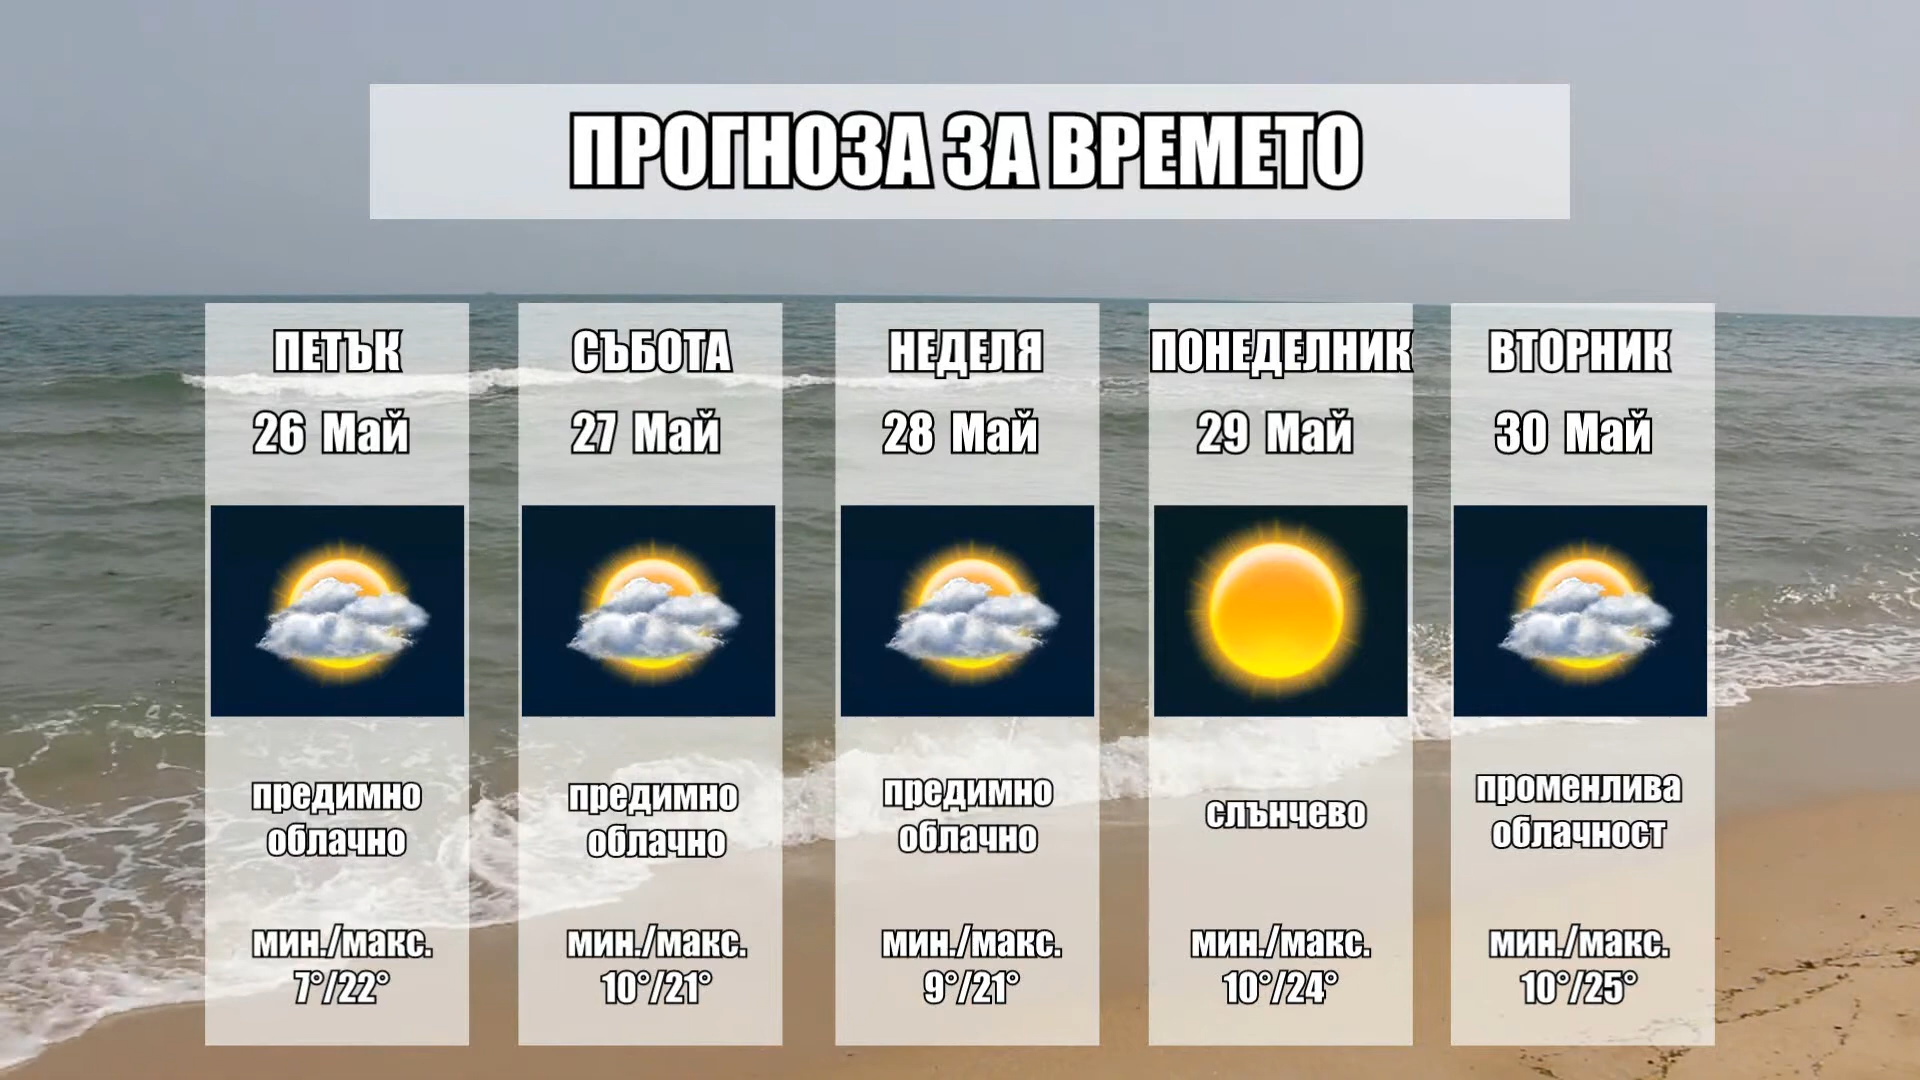 ПРОГНОЗА ЗА ВРЕМЕТО
ПЕТЪК
26 Май
предимно
облачно
мин./макс.
7°/22°
СЪБОТА
27 Май
предимно
облачно
мин./макс.
10°/21°
НЕДЕЛЯ
28 Май
предимно
облачно
мин./макс.
9°/21°
ПОНЕДЕЛНИК
29 Май
слънчево
мин./макс.
10°/24°
ВТОРНИК
30 Май
променлива
облачност
мин./макс.
10°/25°